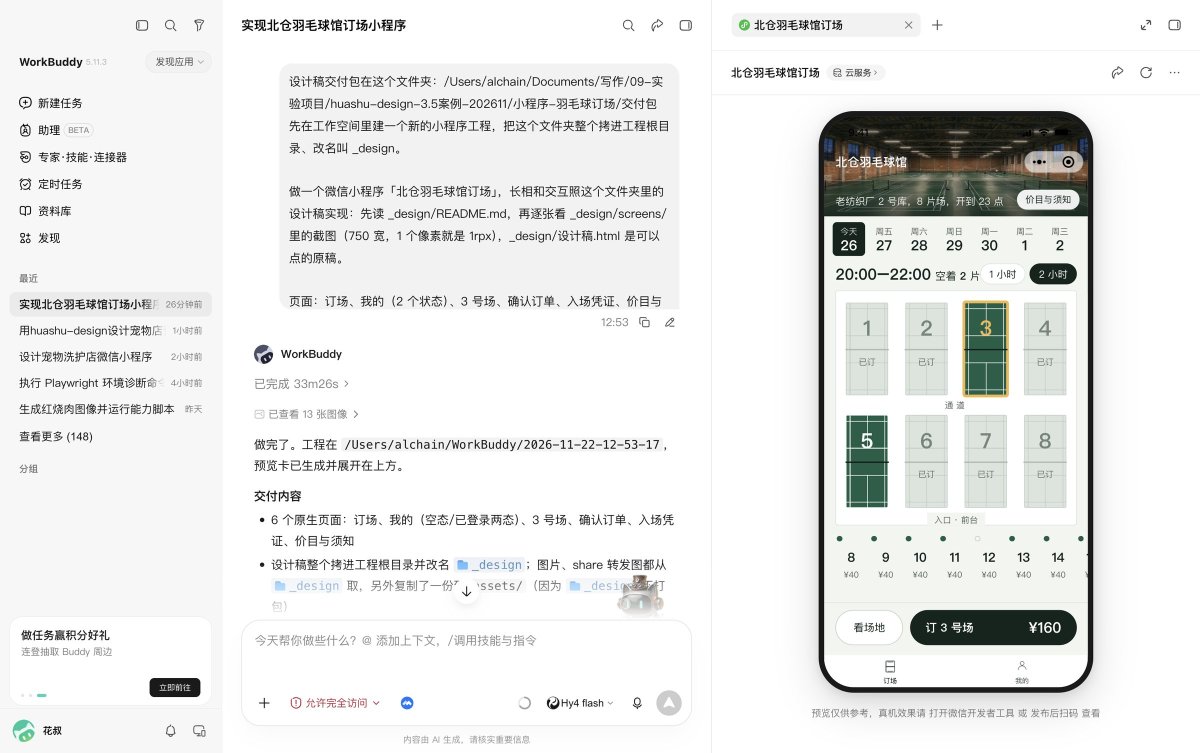 WorkBuddy 5.11.3
发现应用
新建任务
助理 BETA
专家·技能·连接器
定时任务
资料库
发现
最近
实现北仓羽毛球馆订场小程序 26分钟前
用huashu-design设计宠物店 1小时前
设计宠物洗护店微信小程序 2小时前
执行 Playwright 环境诊断命令 4小时前
生成红烧肉图像并运行能力脚本 昨天
查看更多 (148)
分组
做任务赢积分好礼
连登抽取 Buddy 周边
立即前往
花叔
实现北仓羽毛球馆订场小程序
设计稿交付包在这个文件夹：/Users/alchain/Documents/写作/09-实
验项目/huashu-design-3.5案例-202611/小程序-羽毛球订场/交付包
先在工作空间里建一个新的小程序工程，把这个文件夹整个拷进工程根目
录、改名叫 _design。
做一个微信小程序「北仓羽毛球馆订场」，长相和交互照这个文件夹里的
设计稿实现：先读 _design/README.md，再逐张看 _design/screens/
里的截图（750 宽，1 个像素就是 1rpx），_design/设计稿.html 是可以
点的原稿。
页面：订场、我的（2 个状态）、3 号场、确认订单、入场凭证、价目与
12:53
WorkBuddy
已完成 33m26s
已查看 13 张图像
做完了。工程在 /Users/alchain/WorkBuddy/2026-11-22-12-53-17，
预览卡已生成并展开在上方。
交付内容
• 6 个原生页面：订场、我的（空态/已登录两态）、3 号场、确认订单、入场凭
证、价目与须知
• 设计稿整个拷进工程根目录并改名 _design；图片、share 转发图都从
_design 取，另外复制了一份到 assets/（因为 _design 不打
包）
今天帮你做些什么？@ 添加上下文，/调用技能与指令
允许完全访问
Hy4 flash
内容由 AI 生成，请核实重要信息
北仓羽毛球馆订场
北仓羽毛球馆订场 云服务
9:41
北仓羽毛球馆
老纺织厂 2 号库，8 片场，开到 23 点
价目与须知
今天 周五 周六 周日 周一 周二 周三
26 27 28 29 30 1 2
20:00—22:00 空着 2 片 1 小时 2 小时
1 2 3 4
已订 已订 已订
通道
5 6 7 8
已订 已订 已订
入口 · 前台
8 9 10 11 12 13 14
¥40 ¥40 ¥40 ¥40 ¥40 ¥40 ¥40
看场地 订 3 号场 ¥160
订场 我的
预览仅供参考，真机效果请 打开微信开发者工具 或 发布后扫码 查看